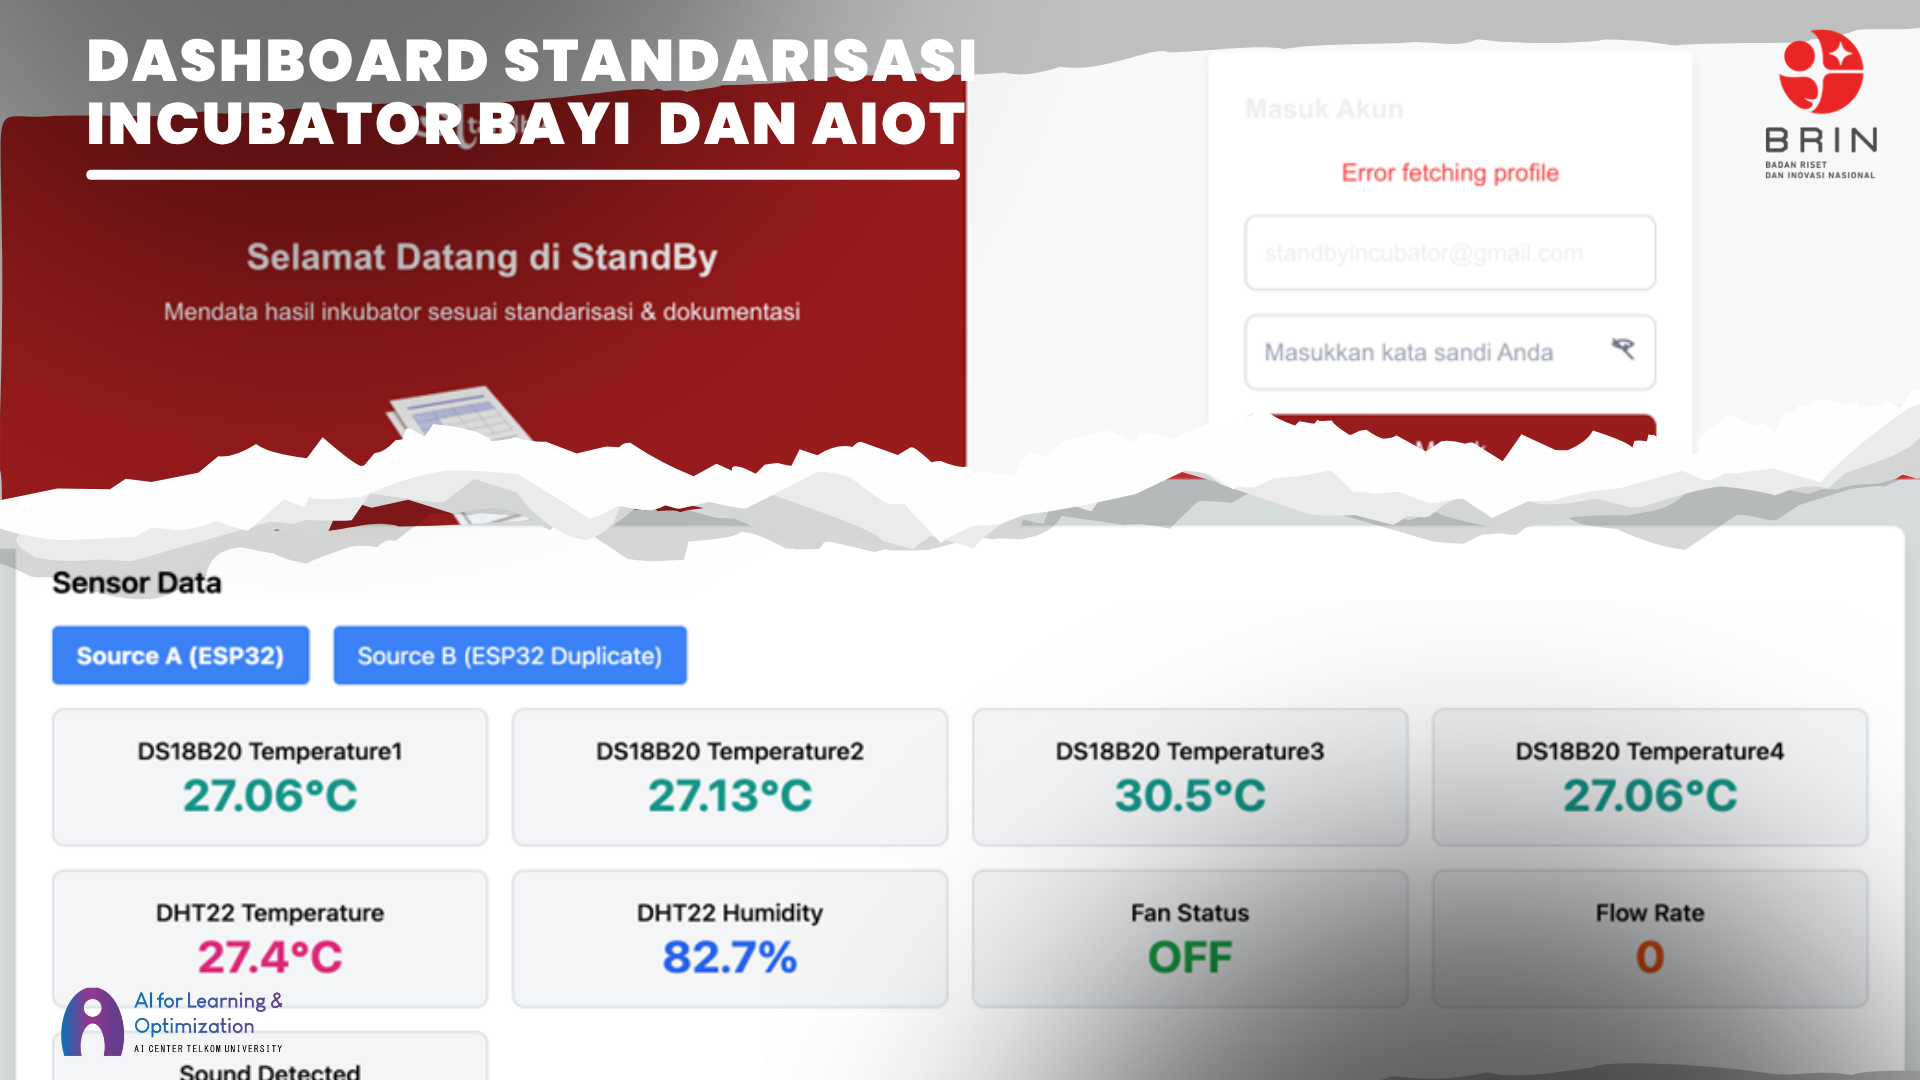 DASHBOARD STANDARISASI
INCUBATOR BAYI DAN AIOT
BRIN
BADAN RISET
DAN INOVASI NASIONAL
Selamat Datang di StandBy
Mendata hasil inkubator sesuai standarisasi & dokumentasi
Masuk Akun
Error fetching profile
standbyincubator@gmail.com
Masukkan kata sandi Anda
Sensor Data
Source A (ESP32)
Source B (ESP32 Duplicate)
DS18B20 Temperature1
27.06°C
DS18B20 Temperature2
27.13°C
DS18B20 Temperature3
30.5°C
DS18B20 Temperature4
27.06°C
DHT22 Temperature
27.4°C
DHT22 Humidity
82.7%
Fan Status
OFF
Flow Rate
0
AI for Learning &
Optimization
AI CENTER TELKOM UNIVERSITY
Sound Detected